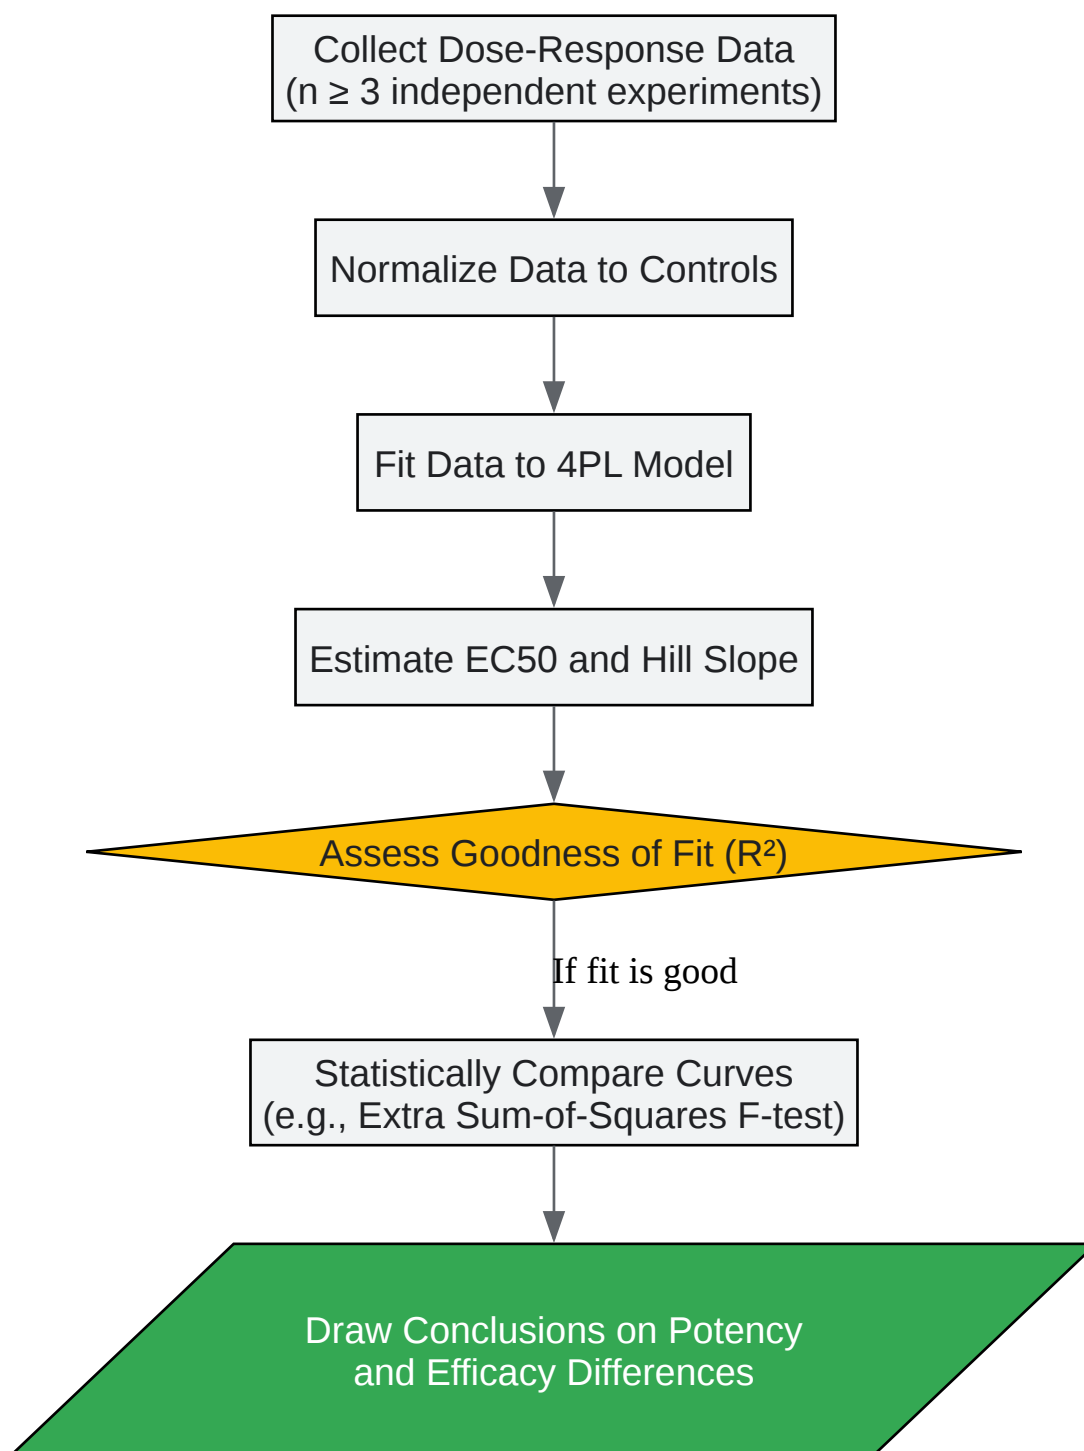 Collect Dose-Response Data
(n ≥ 3 independent experiments)
Normalize Data to Controls
Fit Data to 4PL Model
Estimate EC50 and Hill Slope
Assess Goodness of Fit (R²)
If fit is good
Statistically Compare Curves
(e.g., Extra Sum-of-Squares F-test)
Draw Conclusions on Potency
and Efficacy Differences